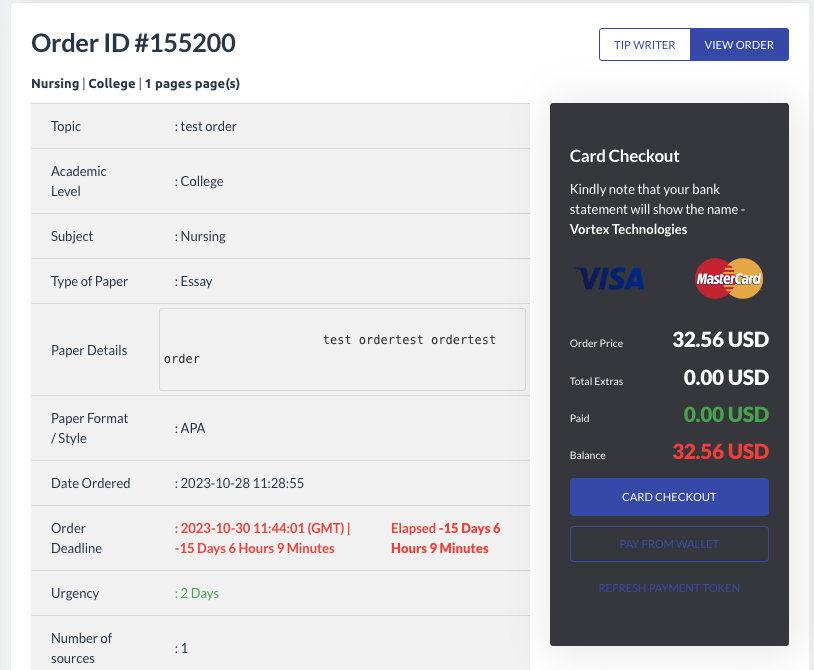 Order ID #155200
TIP WRITER
VIEW ORDER
Nursing | College | 1 pages page(s)
Topic : test order
Academic
Level
: College
Subject : Nursing
Type of Paper : Essay
Paper Details
test ordertest ordertest
order
Paper Format
/ Style
: APA
Date Ordered : 2023-10-28 11:28:55
Order
Deadline
: 2023-10-30 11:44:01 (GMT) |
-15 Days 6 Hours 9 Minutes
Elapsed -15 Days 6
Hours 9 Minutes
Urgency : 2 Days
Number of
sources
: 1
Card Checkout
Kindly note that your bank
statement will show the name -
Vortex Technologies
VISA
MasterCard
Order Price 32.56 USD
Total Extras 0.00 USD
Paid 0.00 USD
Balance 32.56 USD
CARD CHECKOUT
PAY FROM WALLET
REFRESH PAYMENT TOKEN